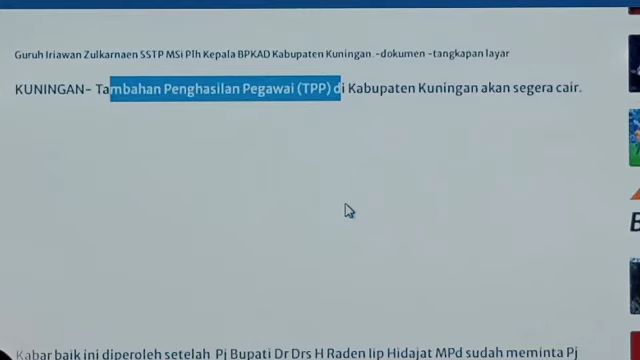 Guruh Iriawan Zulkarnaen SSTP MSi Plh Kepala BPKAD Kabupaten Kuningan. -dokumen -tangkapan layar
KUNINGAN- Tambahan Penghasilan Pegawai (TPP) di Kabupaten Kuningan akan segera cair.
B
Kabar baik ini diperoleh setelah Pj Bupati Dr Drs H Raden Iip Hidajat MPd sudah meminta Pj